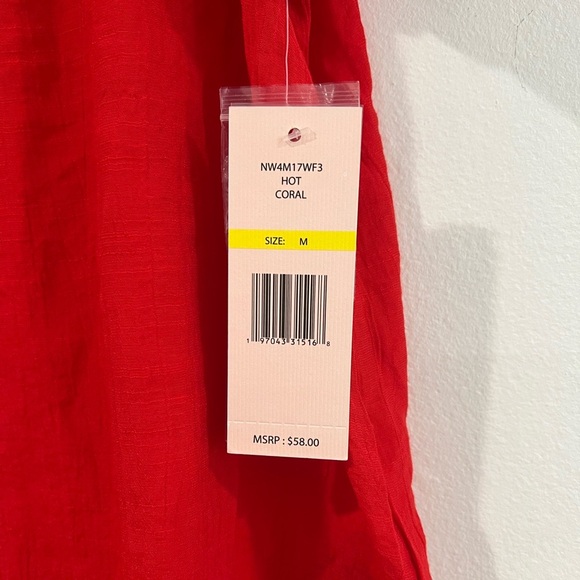 NW4M17WF3
HOT
CORAL
SIZE: M
1 97043 31516 8
MSRP : $58.00